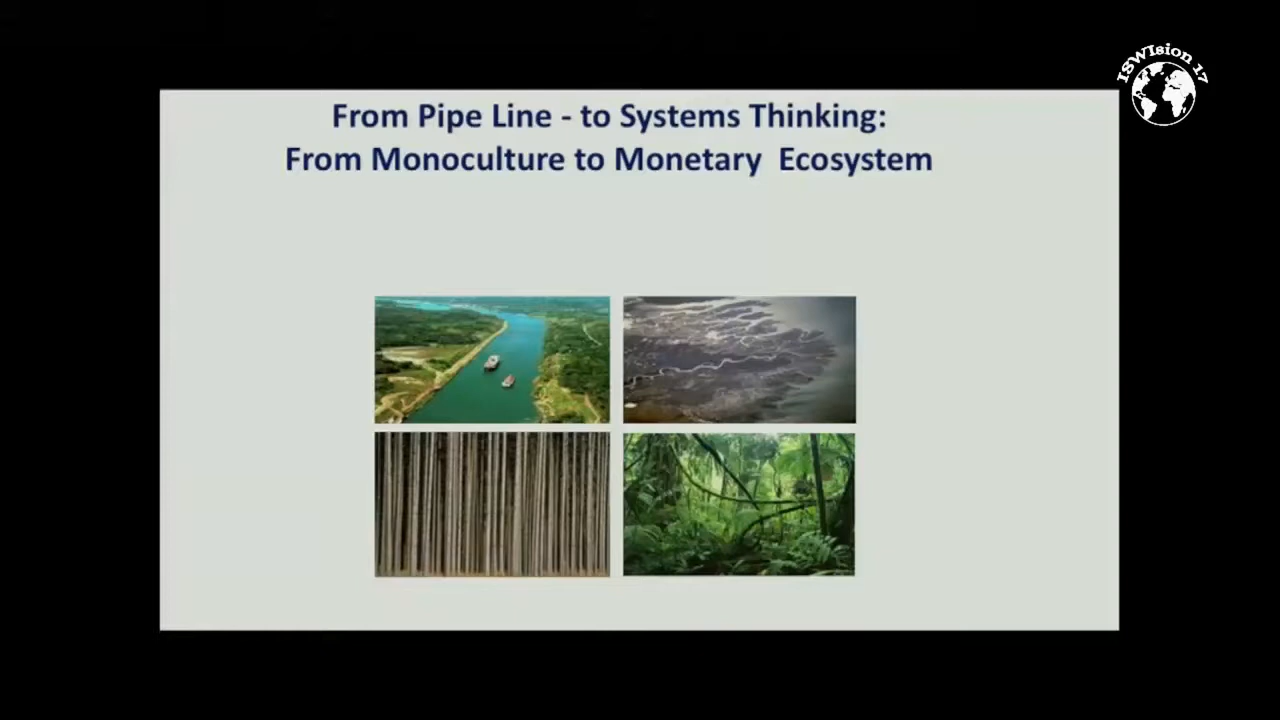 ISWIsion 17
From Pipe Line - to Systems Thinking:
From Monoculture to Monetary  Ecosystem